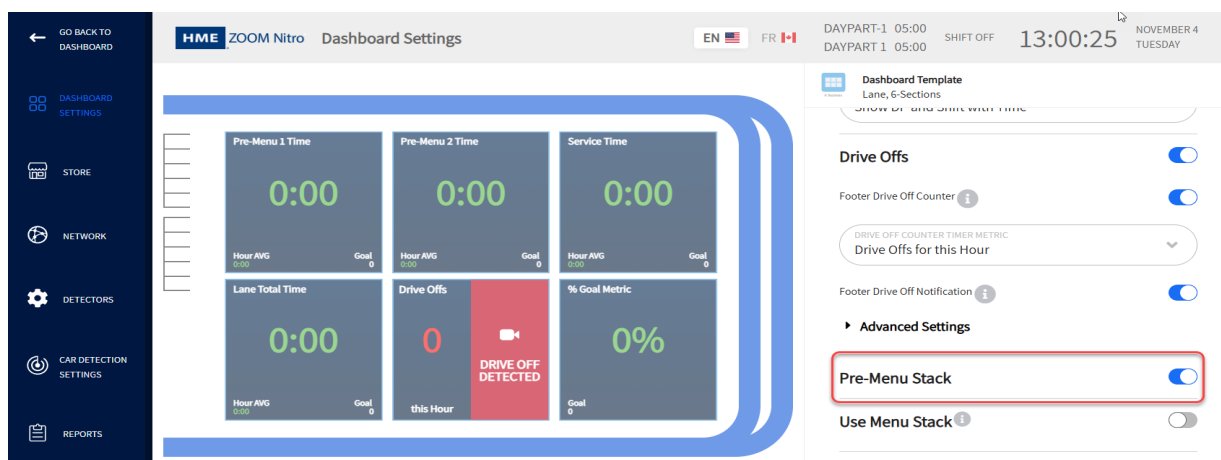 GO BACK TO
DASHBOARD
HME ZOOM Nitro Dashboard Settings
EN
FR
DAYPART-1 05:00
DAYPART 1 05:00
SHIFT OFF
13:00:25
NOVEMBER 4
TUESDAY
DASHBOARD
SETTINGS
STORE
NETWORK
DETECTORS
CAR DETECTION
SETTINGS
REPORTS
Pre-Menu 1 Time
0:00
Hour AVG
0:00
Goal
0
Pre-Menu 2 Time
0:00
Hour AVG
0:00
Goal
0
Service Time
0:00
Hour AVG
0:00
Goal
0
Lane Total Time
0:00
Hour AVG
0:00
Goal
0
Drive Offs
0
this Hour
DRIVE OFF
DETECTED
% Goal Metric
0%
Goal
0
Dashboard Template
Lane, 6-Sections
Show DP and Shift with Time
Drive Offs
Footer Drive Off Counter
DRIVE OFF COUNTER TIMER METRIC
Drive Offs for this Hour
Footer Drive Off Notification
Advanced Settings
Pre-Menu Stack
Use Menu Stack